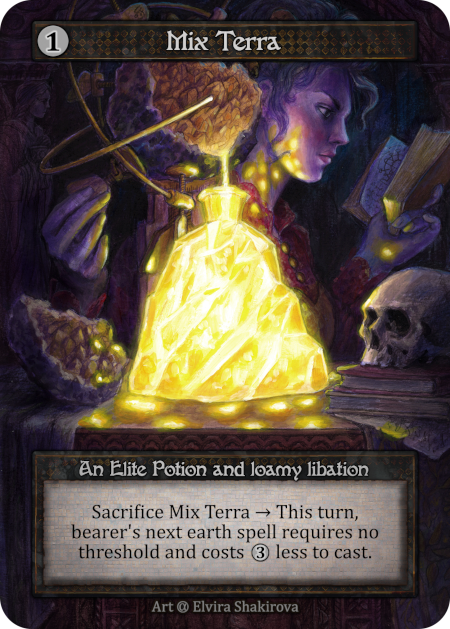 1
Mix Terra
An Elite Potion and loamy libation
Sacrifice Mix Terra → This turn,
bearer's next earth spell requires no
threshold and costs ③ less to cast.
Art @ Elvira Shakirova